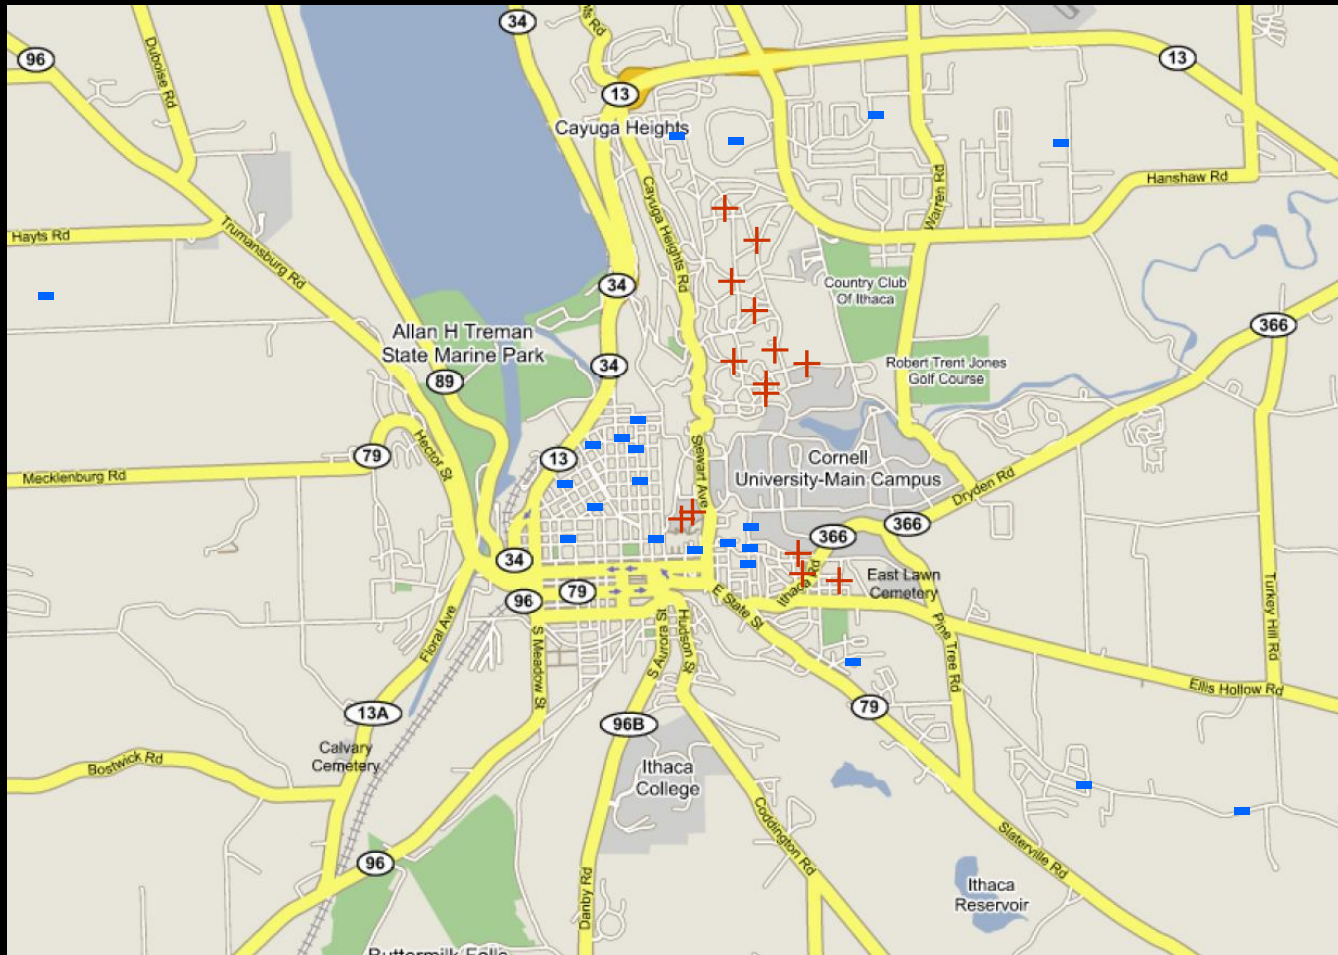 34
ts Rd
96
Duboise Rd
13
13
Cayuga Heights
Hanshaw Rd
Warren Rd
Cayuga Heights Rd
Hayts Rd
Trumansburg Rd
34
Country Club
Of Ithaca
366
Allan H Treman
State Marine Park
34
Robert Trent Jones
Golf Course
89
79
Hector St
13
Stewart Ave
Cornell
University-Main Campus
Mecklenburg Rd
Dryden Rd
366
366
34
Ithaca Rd
East Lawn
Cemetery
79
96
E State St
Floral Ave
S Meadow St
S Aurora St
Hudson St
Pine Tree Rd
Turkey Hill Rd
Ellis Hollow Rd
13A
79
96B
Calvary
Cemetery
Bostwick Rd
Ithaca
College
Coddington Rd
Slaterville Rd
96
Danby Rd
Ithaca
Reservoir
Buttermilk Falls